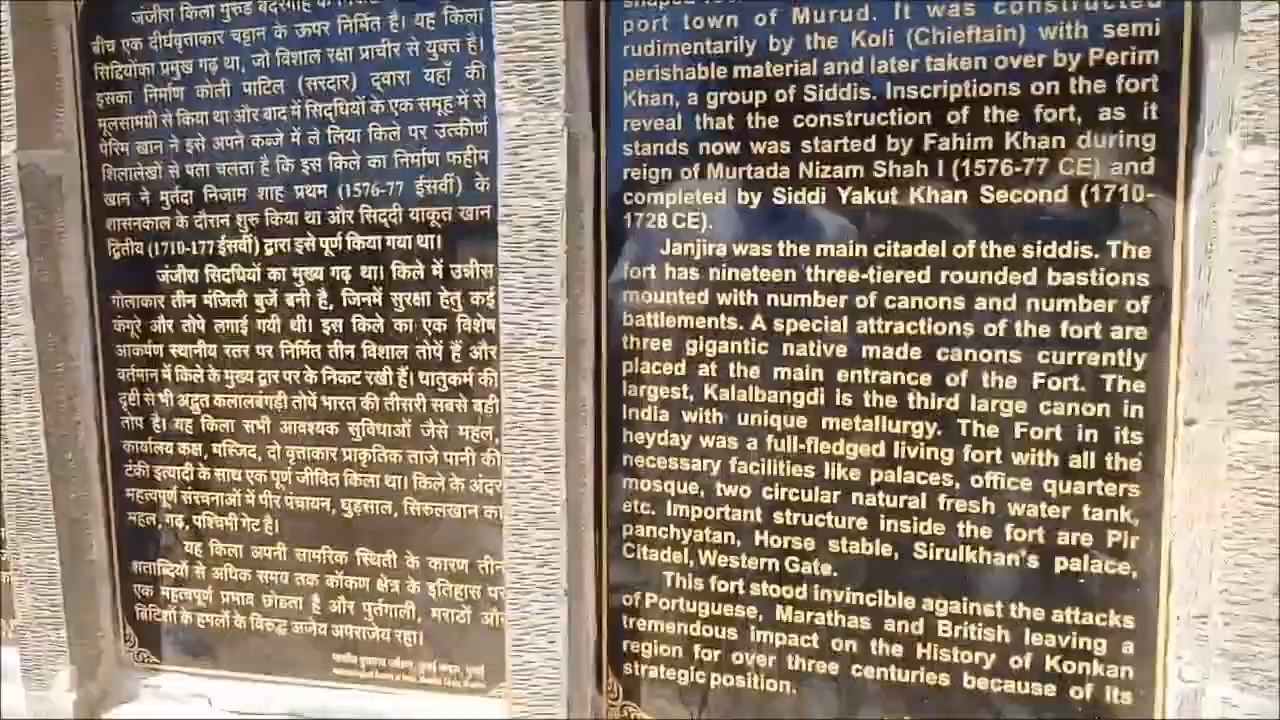 जंजीरा किला मुरुड बंदरगाह के
बीच एक दीर्घवृत्ताकार चट्टान के ऊपर निर्मित है। यह किला
सिद्दियोंका प्रमुख गढ़ था, जो विशाल रक्षा प्राचीर से युक्त है।
इसका निर्माण कोली पाटिल (सरदार) द्वारा यहाँ की
मूलसामग्री से किया था और बाद में सिद्धियों के एक समूह में से
पेरिम खान ने इसे अपने कब्जे में ले लिया किले पर उत्कीर्ण
शिलालेखों से पता चलता है कि इस किले का निर्माण फहीम
खान ने मुर्तदा निजाम शाह प्रथम (1576-77 ईसवीं) के
शासनकाल के दौरान शुरु किया था और सिद्दी याकूत खान
द्वितीय (1710-177 ईसवीं) द्वारा इसे पूर्ण किया गया था।
जंजीरा सिदधियों का मुख्य गढ़ था। किले में उन्नीस
गोलाकार तीन मंजिली बुर्जे बनी है, जिनमें सुरक्षा हेतु कई
कंगूरे और तोपे लगाई गयी थी। इस किले का एक विशेष
आकर्षण स्थानीय स्तर पर निर्मित तीन विशाल तोपें हैं और
वर्तमान में किले के मुख्य द्वार पर के निकट रखी हैं। धातुकर्म की
दृष्टी से भी अद्भुत कलालबंगड़ी तोपें भारत की तीसरी सबसे बड़ी
तोप है। यह किला सभी आवश्यक सुविधाओं जैसे महल,
कार्यालय कक्ष, मस्जिद, दो वृत्ताकार प्राकृतिक ताजे पानी की
टंकी इत्यादी के साथ एक पूर्ण जीवित किला था। किले के अंदर
महत्वपूर्ण संरचनाओं में पीर पंचायन, घुड़साल, सिरुलखान का
महल, गढ़, पश्चिमी गेट है।
यह किला अपनी सामरिक स्थिती के कारण तीन
शताब्दियों से अधिक समय तक कोंकण क्षेत्र के इतिहास पर
एक महत्वपूर्ण प्रभाव छोडता है और पुर्तगाली, मराठों और
ब्रिटिशों के हमलों के विरुद्ध अजेय अपराजेय रहा।
port town of Murud. It was constructed
rudimentarily by the Koli (Chieftain) with semi
perishable material and later taken over by Perim
Khan, a group of Siddis. Inscriptions on the fort
reveal that the construction of the fort, as it
stands now was started by Fahim Khan during
reign of Murtada Nizam Shah I (1576-77 CE) and
completed by Siddi Yakut Khan Second (1710-
1728 CE).
Janjira was the main citadel of the siddis. The
fort has nineteen three-tiered rounded bastions
mounted with number of canons and number of
battlements. A special attractions of the fort are
three gigantic native made canons currently
placed at the main entrance of the Fort. The
largest, Kalalbangdi is the third large canon in
India with unique metallurgy. The Fort in its
heyday was a full-fledged living fort with all the
necessary facilities like palaces, office quarters
mosque, two circular natural fresh water tank,
etc. Important structure inside the fort are Pir
panchyatan, Horse stable, Sirulkhan's palace,
Citadel, Western Gate.
This fort stood invincible against the attacks
of Portuguese, Marathas and British leaving a
tremendous impact on the History of Konkan
region for over three centuries because of its
strategic position.